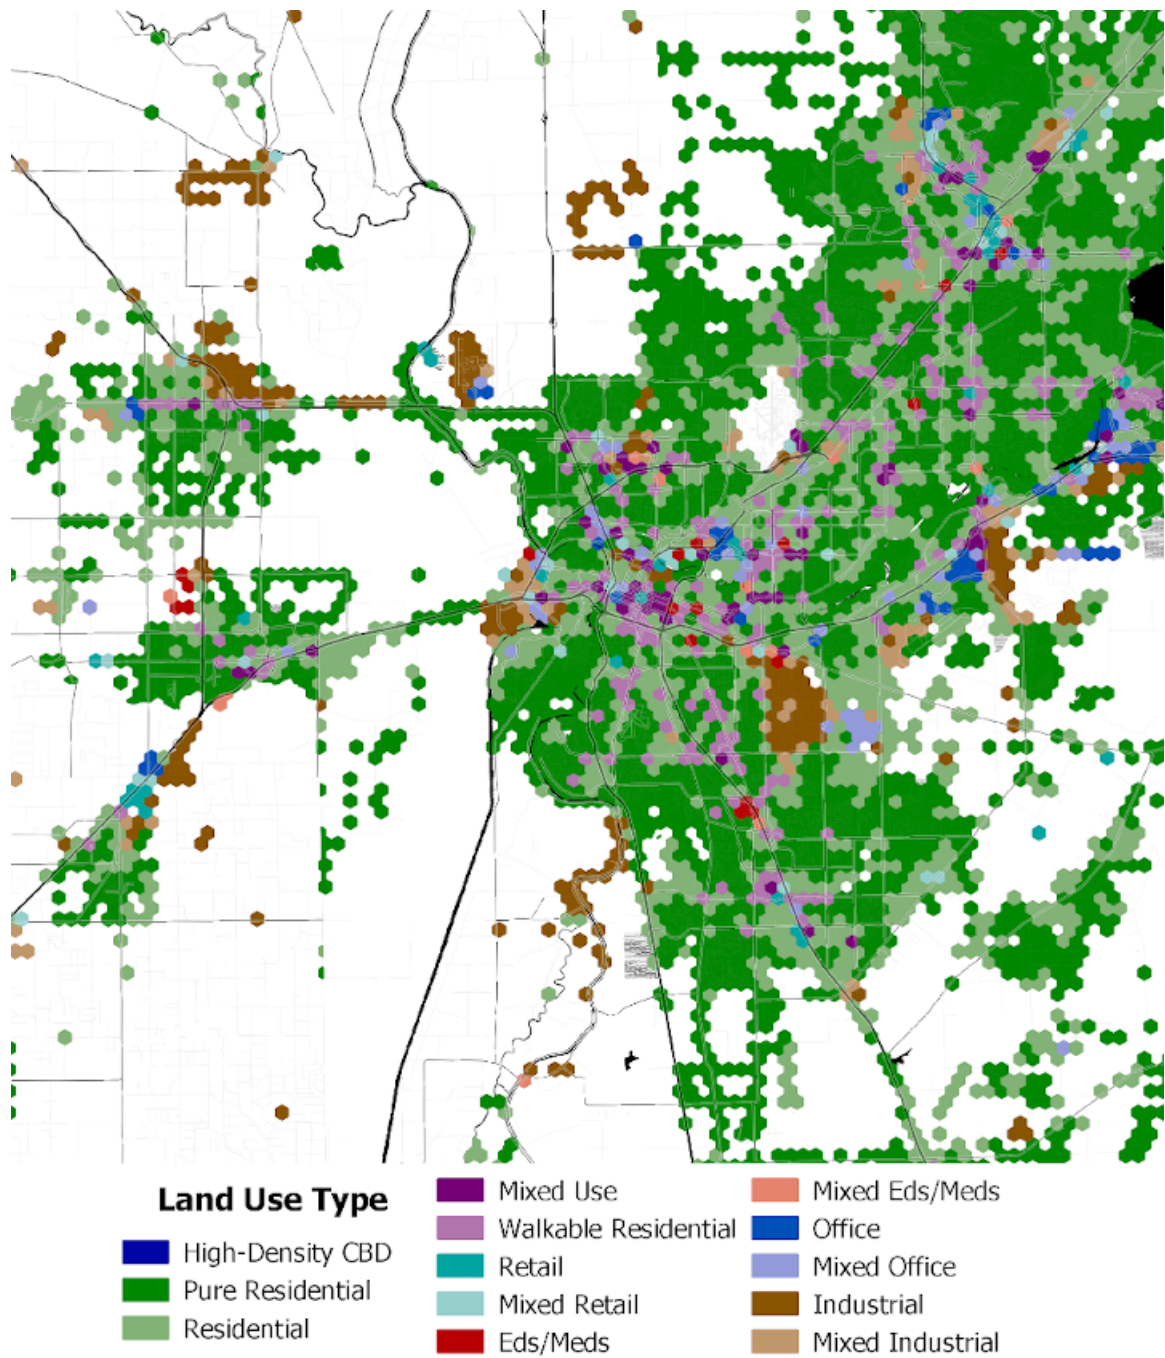 Land Use Type
High-Density CBD
Pure Residential
Residential
Mixed Use
Walkable Residential
Retail
Mixed Retail
Eds/Meds
Mixed Eds/Meds
Office
Mixed Office
Industrial
Mixed Industrial